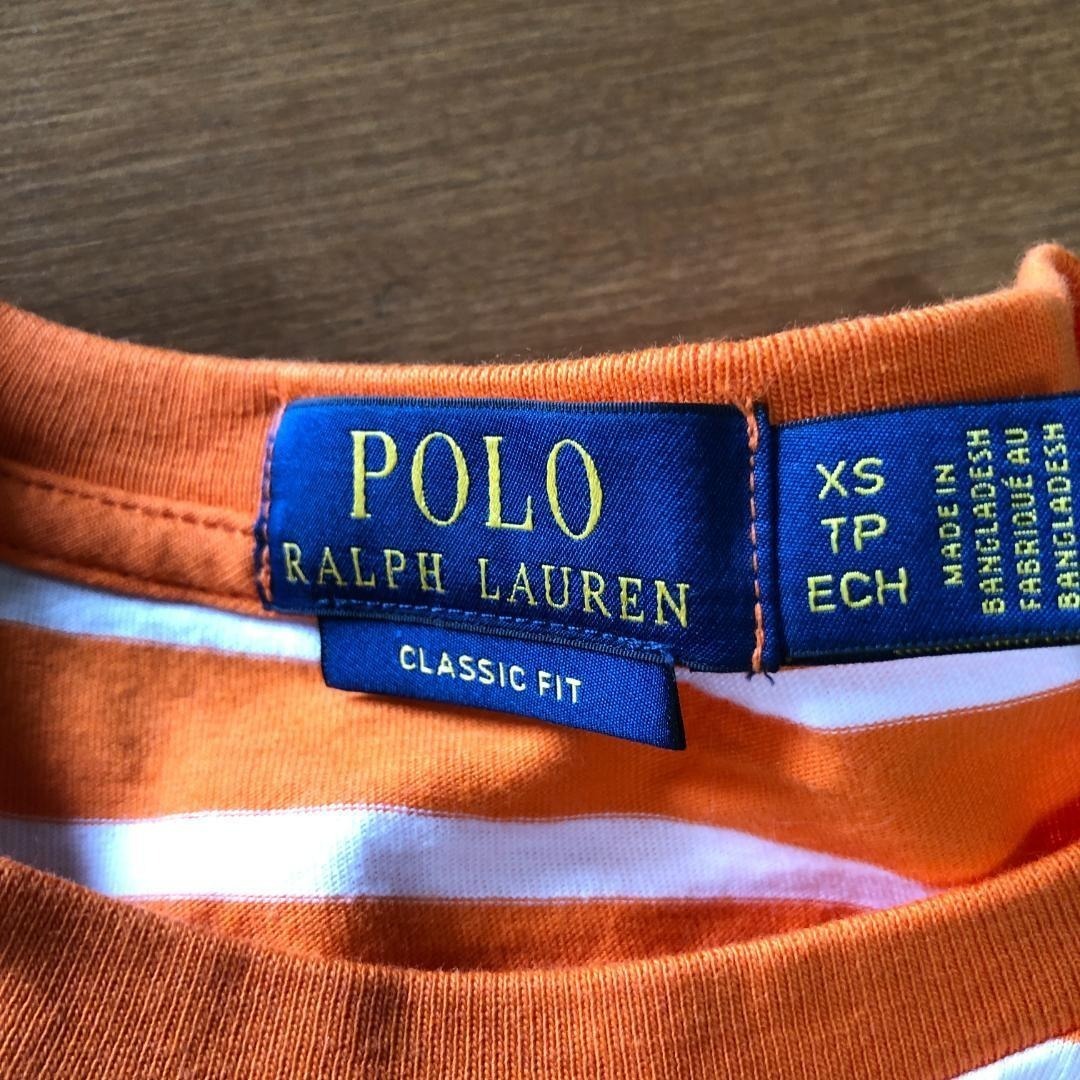 POLO
RALPH LAUREN
CLASSIC FIT
XS
TP
ECH
MADE IN
BANGLADESH
FABRIQUÉ AU
BANGLADESH